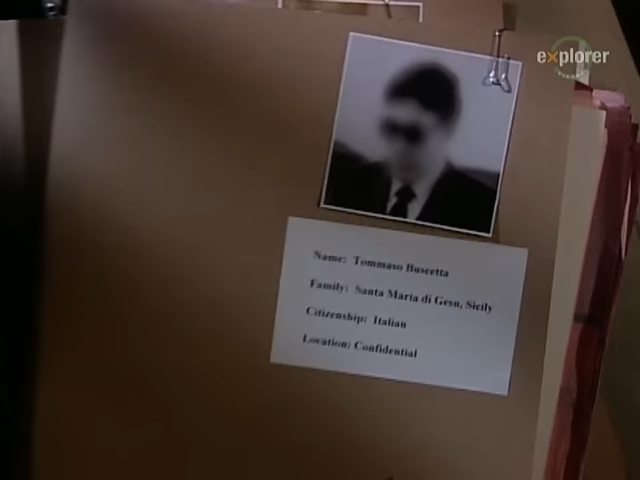 explorer
Name: Tommaso Buscetta
Family: Santa Maria di Gesu, Sicily
Citizenship: Italian
Location: Confidential